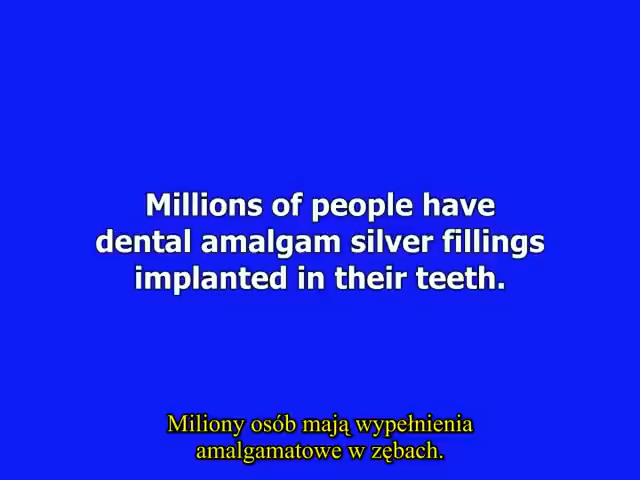 Millions of people have
dental amalgam silver fillings
implanted in their teeth.
Miliony osób mają wypełnienia
amalgamatowe w zębach.